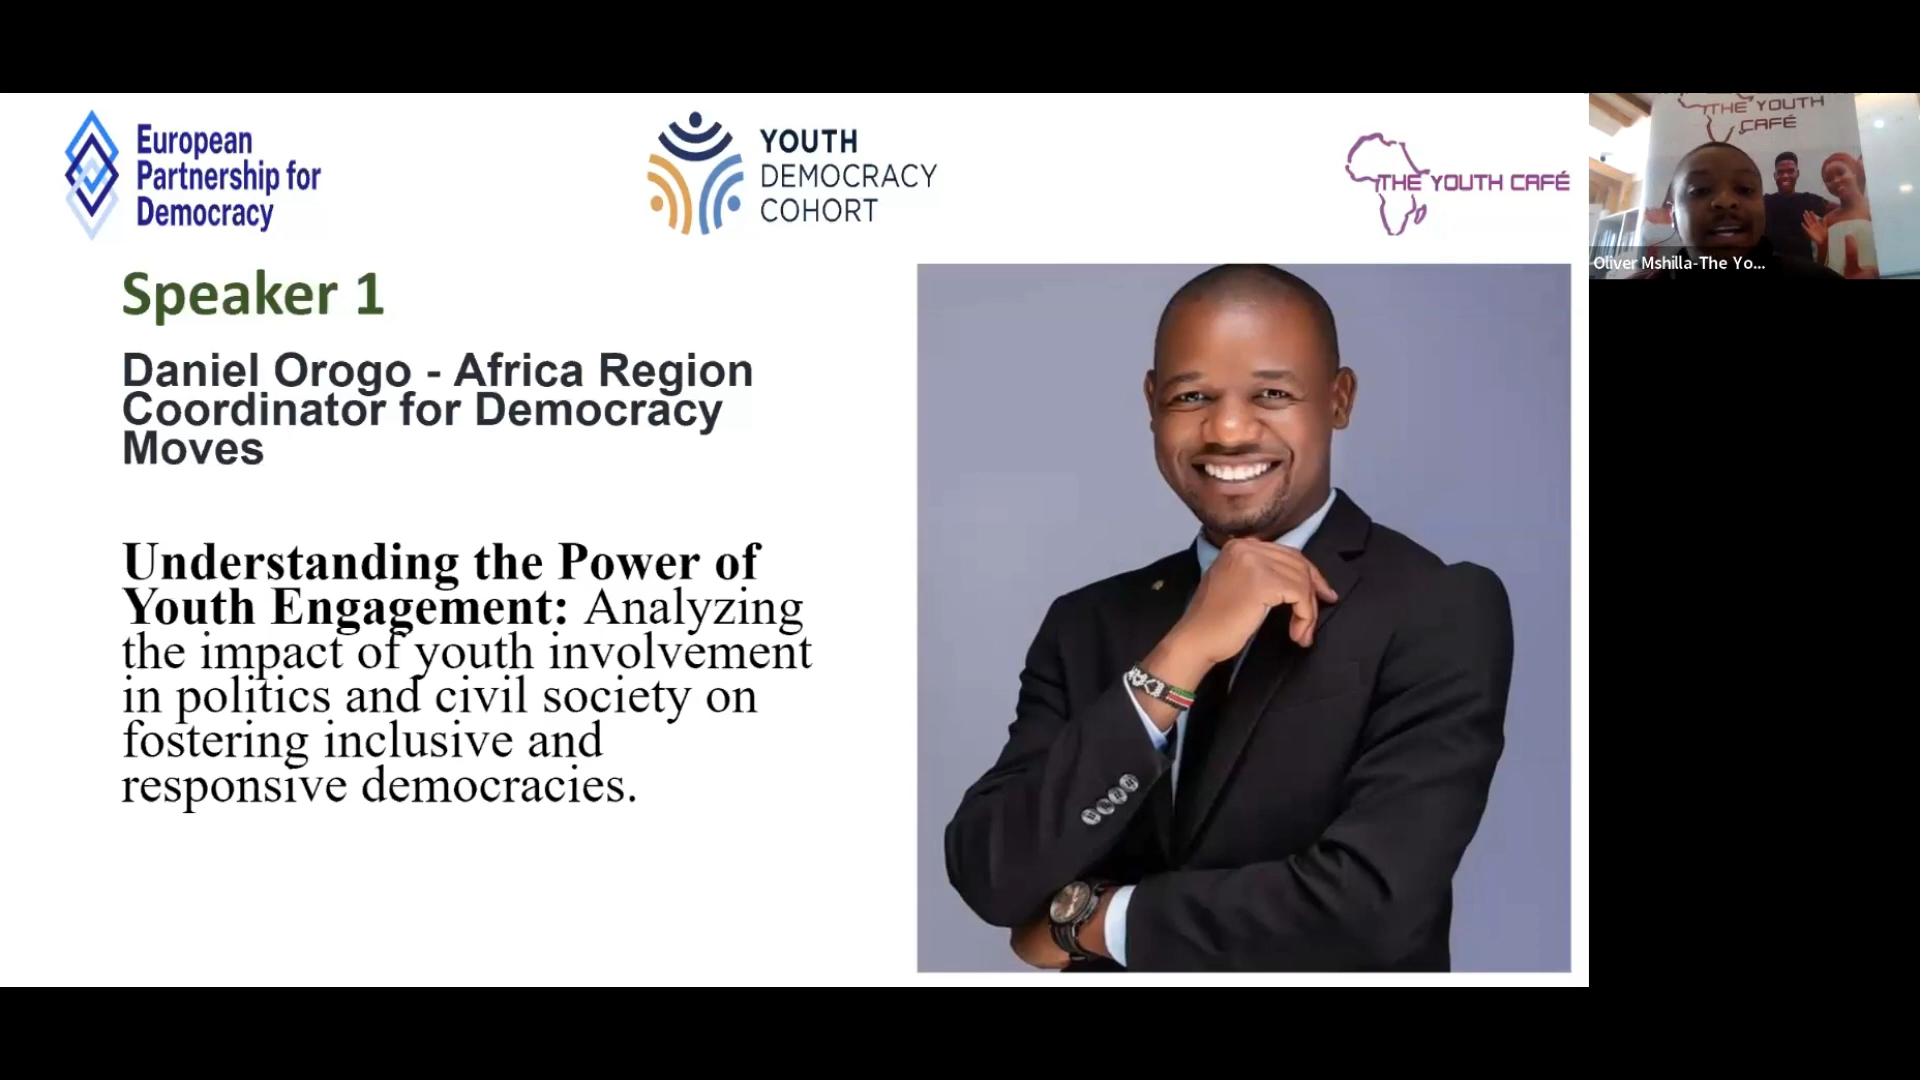 European
Partnership for
Democracy
YOUTH
DEMOCRACY
COHORT
THE YOUTH CAFÉ
THE YOUTH
CAFÉ
Oliver Mshilla-The Yo...
Speaker 1
Daniel Orogo - Africa Region
Coordinator for Democracy
Moves
Understanding the Power of
Youth Engagement: Analyzing
the impact of youth involvement
in politics and civil society on
fostering inclusive and
responsive democracies.